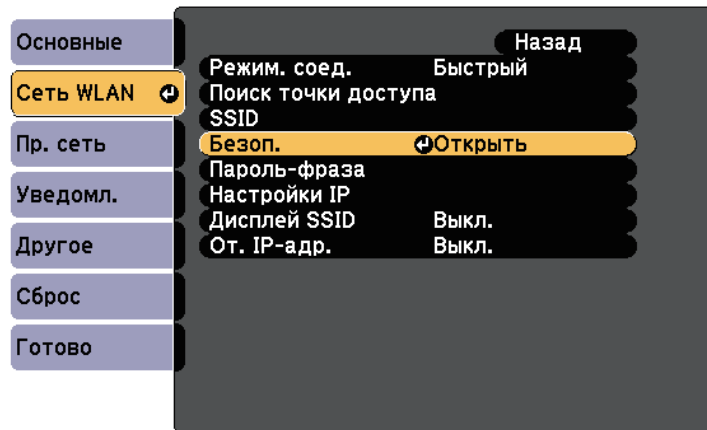 Основные
Сеть WLAN
Пр. сеть
Уведомл.
Другое
Сброс
Готово
Назад
Режим. соед. Быстрый
Поиск точки доступа
SSID
Безоп. Открыть
Пароль-фраза
Настройки IP
Дисплей SSID Выкл.
От. IP-адр. Выкл.